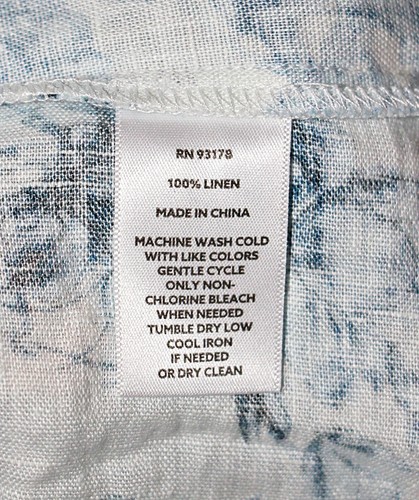 RN 93178
100% LINEN
MADE IN CHINA
MACHINE WASH COLD
WITH LIKE COLORS
GENTLE CYCLE
ONLY NON-
CHLORINE BLEACH
WHEN NEEDED
TUMBLE DRY LOW
COOL IRON
IF NEEDED
OR DRY CLEAN